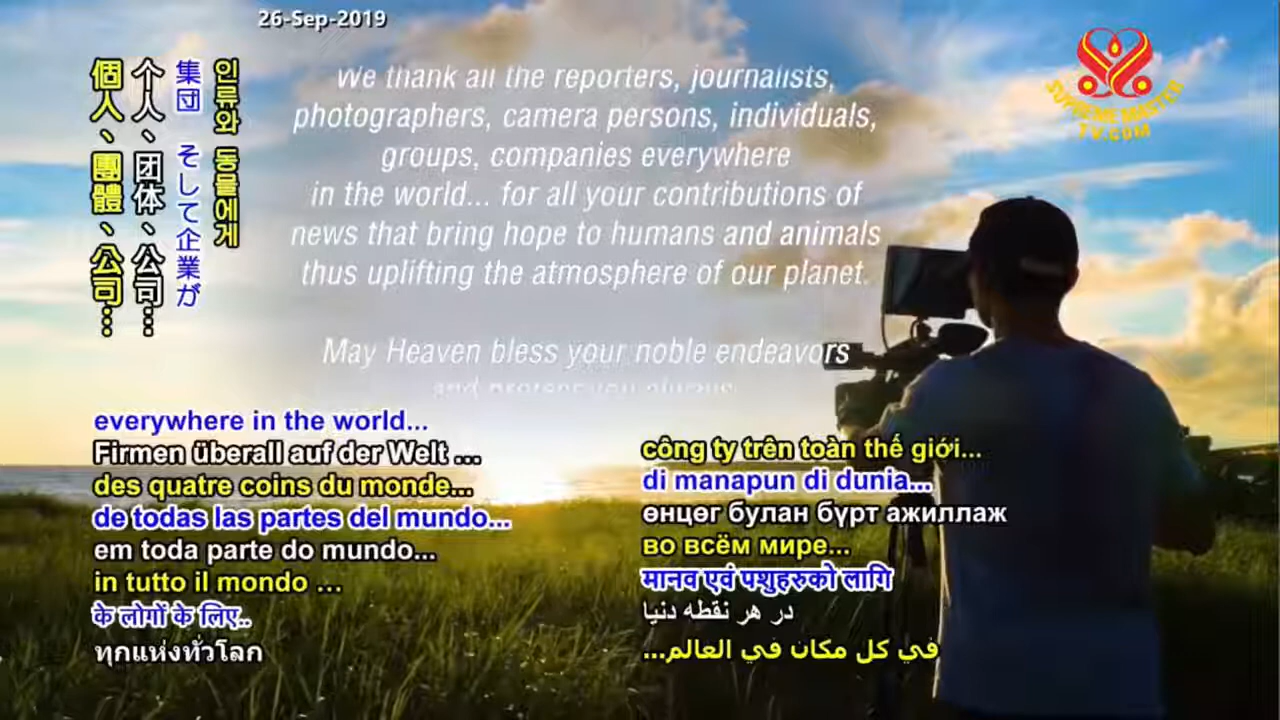 26-Sep-2019
SUPREME MASTER
TV.COM
We thank all the reporters, journalists,
photographers, camera persons, individuals,
groups, companies everywhere
in the world... for all your contributions of
news that bring hope to humans and animals
thus uplifting the atmosphere of our planet.
May Heaven bless your noble endeavors
and protect you always.
個人、團體、公司…
个人、团体、公司…
集団 そして企業が
인류와 동물에게
everywhere in the world...
Firmen überall auf der Welt ...
des quatre coins du monde...
de todas las partes del mundo...
em toda parte do mundo...
in tutto il mondo ...
के लोगों के लिए..
ทุกแห่งทั่วโลก
công ty trên toàn thế giới...
di manapun di dunia...
өнцөг булан бүрт ажиллаж
во всём мире...
मानव एवं पशुहरुको लागि
در هر نقطه دنیا
في كل مكان في العالم...